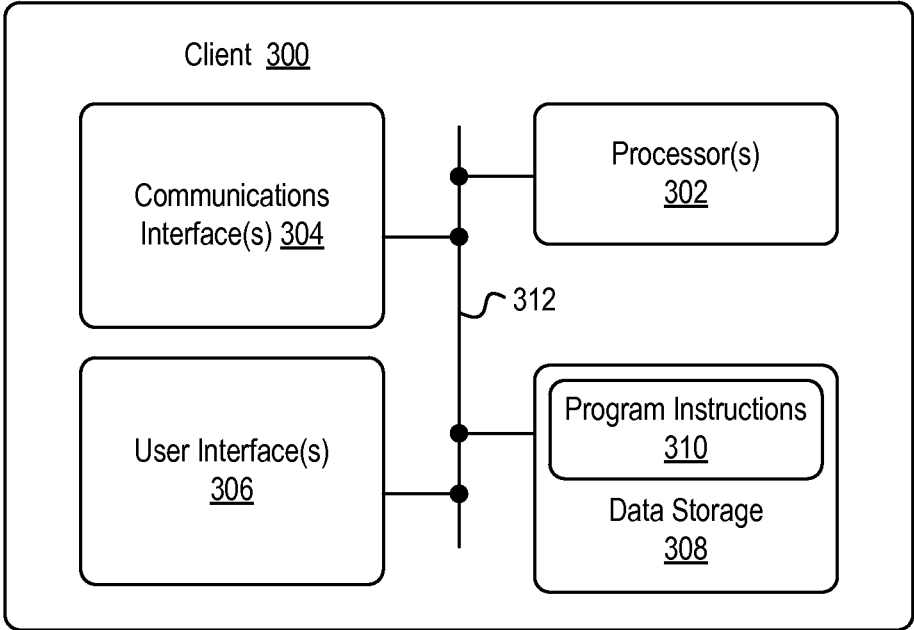 Client 300
Communications
Interface(s) 304
Processor(s)
302
312
User Interface(s)
306
Program Instructions
310
Data Storage
308